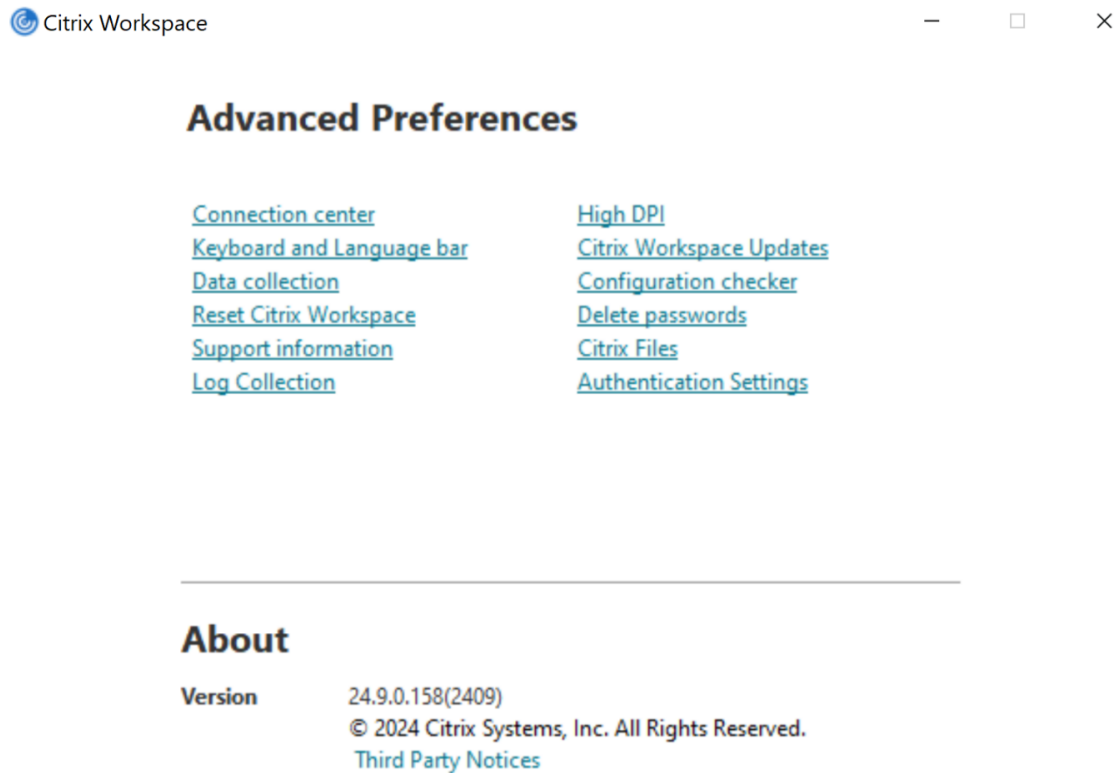 Citrix Workspace
Advanced Preferences
Connection center
Keyboard and Language bar
Data collection
Reset Citrix Workspace
Support information
Log Collection
High DPI
Citrix Workspace Updates
Configuration checker
Delete passwords
Citrix Files
Authentication Settings
About
Version 24.9.0.158(2409)
© 2024 Citrix Systems, Inc. All Rights Reserved.
Third Party Notices